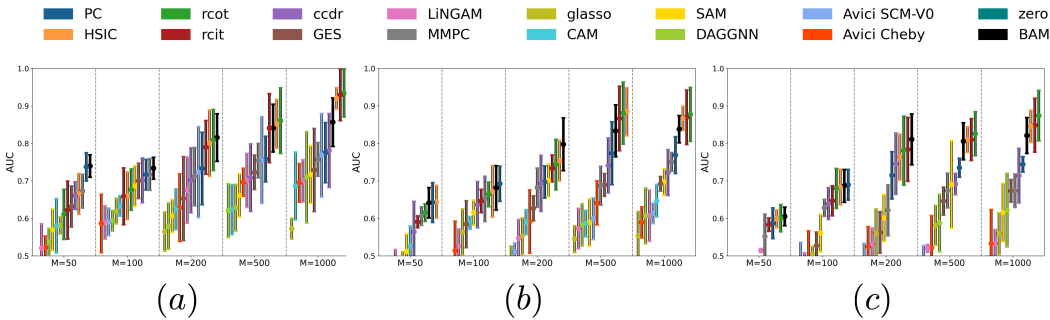 PC rcot ccdr LiNGAM glasso SAM Avici SCM-V0 zero
HSIC rcit GES MMPC CAM DAGGNN Avici Cheby BAM
1.0 1.0 1.0
0.9 0.9 0.9
0.8 0.8 0.8
AUC AUC AUC
0.7 0.7 0.7
0.6 0.6 0.6
0.5 0.5 0.5
M=50 M=100 M=200 M=500 M=1000 M=50 M=100 M=200 M=500 M=1000 M=50 M=100 M=200 M=500 M=1000
(a) (b) (c)